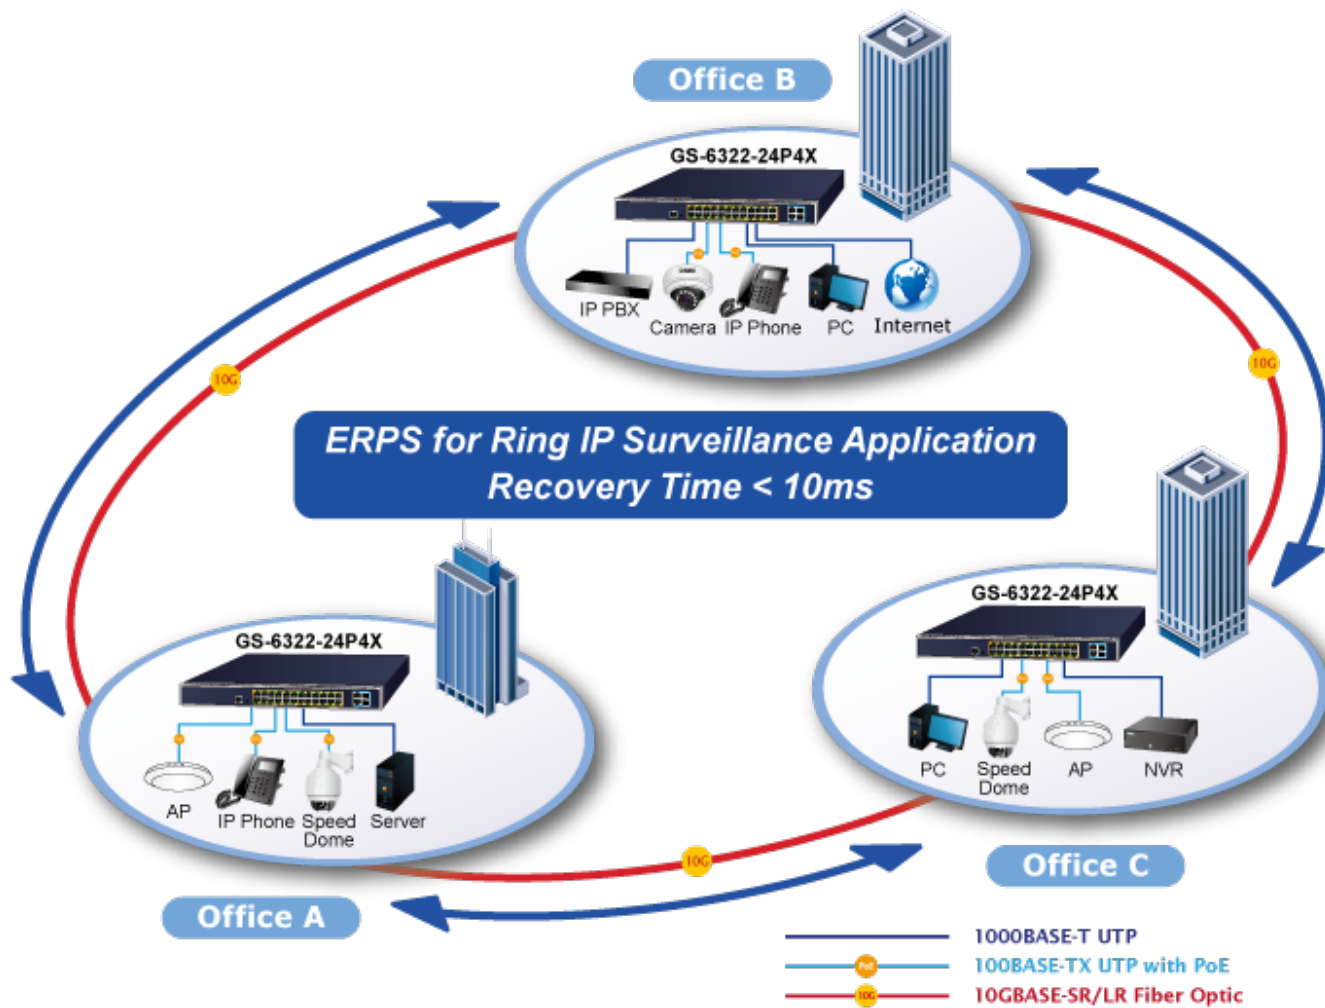 Office B
GS-6322-24P4X
IP PBX
Camera
IP Phone
PC
Internet
10G
10G
ERPS for Ring IP Surveillance Application
Recovery Time < 10ms
GS-6322-24P4X
AP
IP Phone
Speed
Dome
Server
GS-6322-24P4X
PC
Speed
Dome
AP
NVR
10G
Office A
Office C
1000BASE-T UTP
PoE
100BASE-TX UTP with PoE
10G
10GBASE-SR/LR Fiber Optic